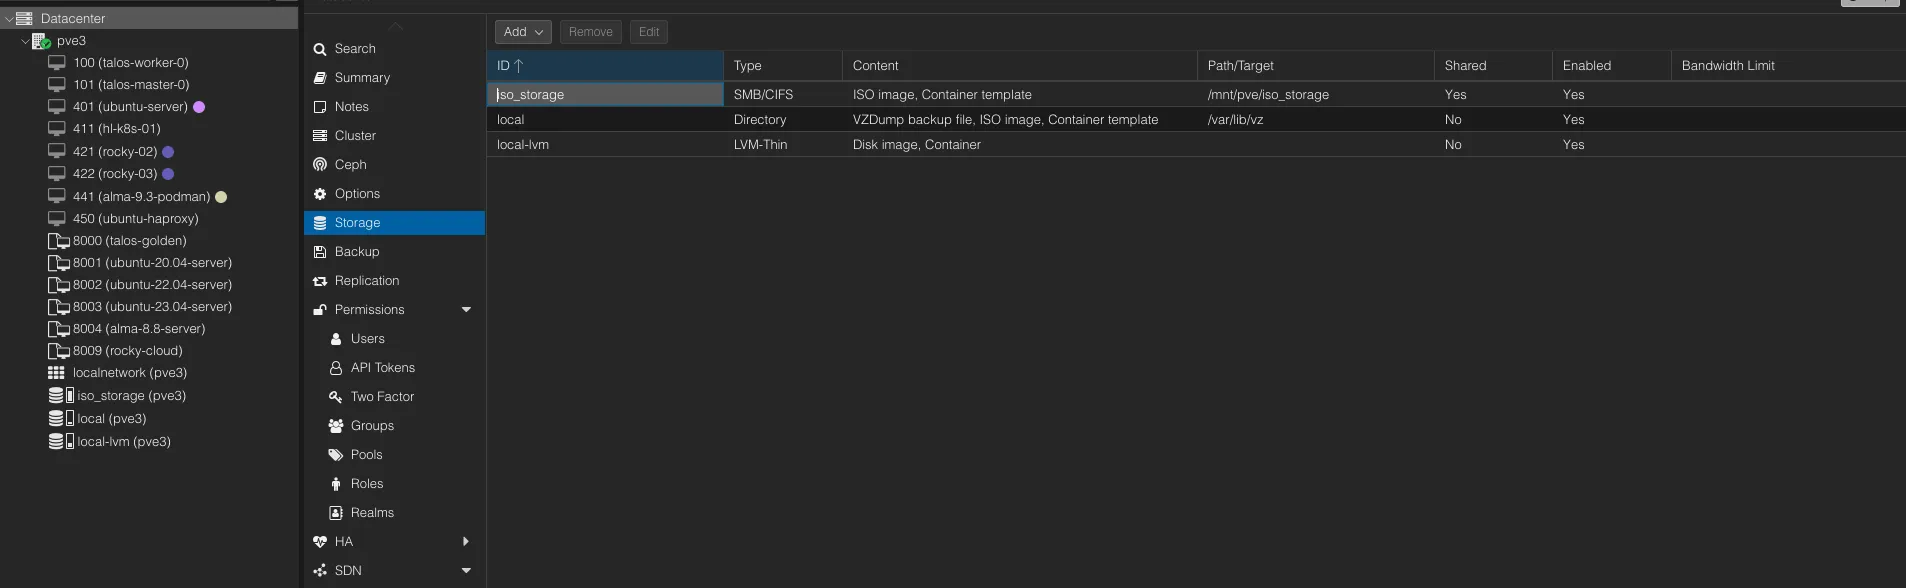 Datacenter
pve3
100 (talos-worker-0)
101 (talos-master-0)
401 (ubuntu-server)
411 (hl-k8s-01)
421 (rocky-02)
422 (rocky-03)
441 (alma-9.3-podman)
450 (ubuntu-haproxy)
8000 (talos-golden)
8001 (ubuntu-20.04-server)
8002 (ubuntu-22.04-server)
8003 (ubuntu-23.04-server)
8004 (alma-8.8-server)
8009 (rocky-cloud)
localnetwork (pve3)
iso_storage (pve3)
local (pve3)
local-lvm (pve3)
Search
Summary
Notes
Cluster
Ceph
Options
Storage
Backup
Replication
Permissions
Users
API Tokens
Two Factor
Groups
Pools
Roles
Realms
HA
SDN
Add Remove Edit
ID Type Content Path/Target Shared Enabled Bandwidth Limit
iso_storage SMB/CIFS ISO image, Container template /mnt/pve/iso_storage Yes Yes
local Directory VZDump backup file, ISO image, Container template /var/lib/vz No Yes
local-lvm LVM-Thin Disk image, Container No Yes